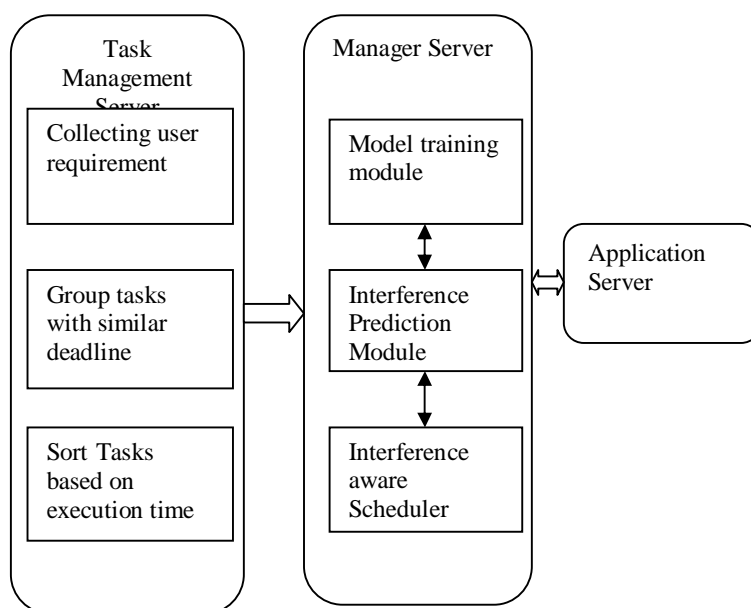 Task
Management
Server
Collecting user
requirement
Group tasks
with similar
deadline
Sort Tasks
based on
execution time
Manager Server
Model training
module
Interference
Prediction
Module
Interference
aware
Scheduler
Application
Server